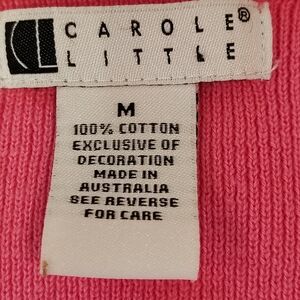 CAROLE®
LITTLE
M
100% COTTON
EXCLUSIVE OF
DECORATION
MADE IN
AUSTRALIA
SEE REVERSE
FOR CARE